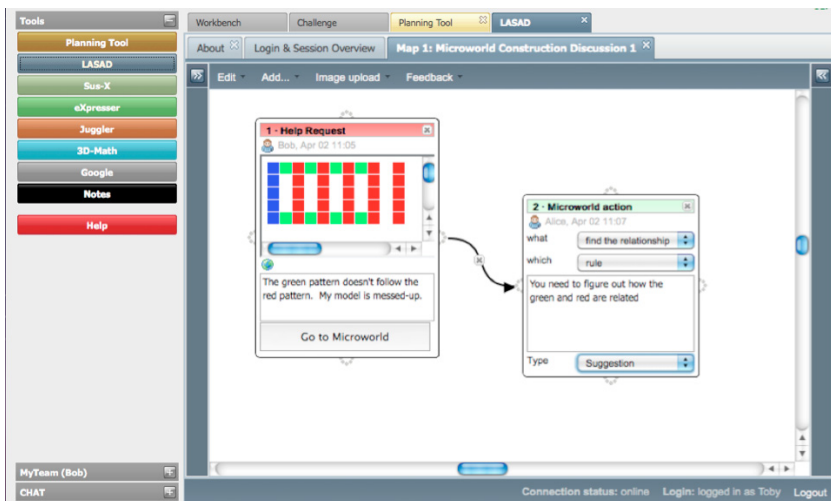 Tools
Planning Tool
LASAD
Sus-X
eXpresser
Juggler
3D-Math
Google
Notes
Help
MyTeam (Bob)
CHAT
Workbench
Challenge
Planning Tool
LASAD
About
Login & Session Overview
Map 1: Microworld Construction Discussion 1
Edit
Add...
Image upload
Feedback
1 - Help Request
Bob, Apr 02 11:05
The green pattern doesn't follow the
red pattern. My model is messed-up.
Go to Microworld
2 - Microworld action
Alice, Apr 02 11:07
what
find the relationship
which
rule
You need to figure out how the
green and red are related
Type
Suggestion
Connection status: online Login: logged in as Toby Logout